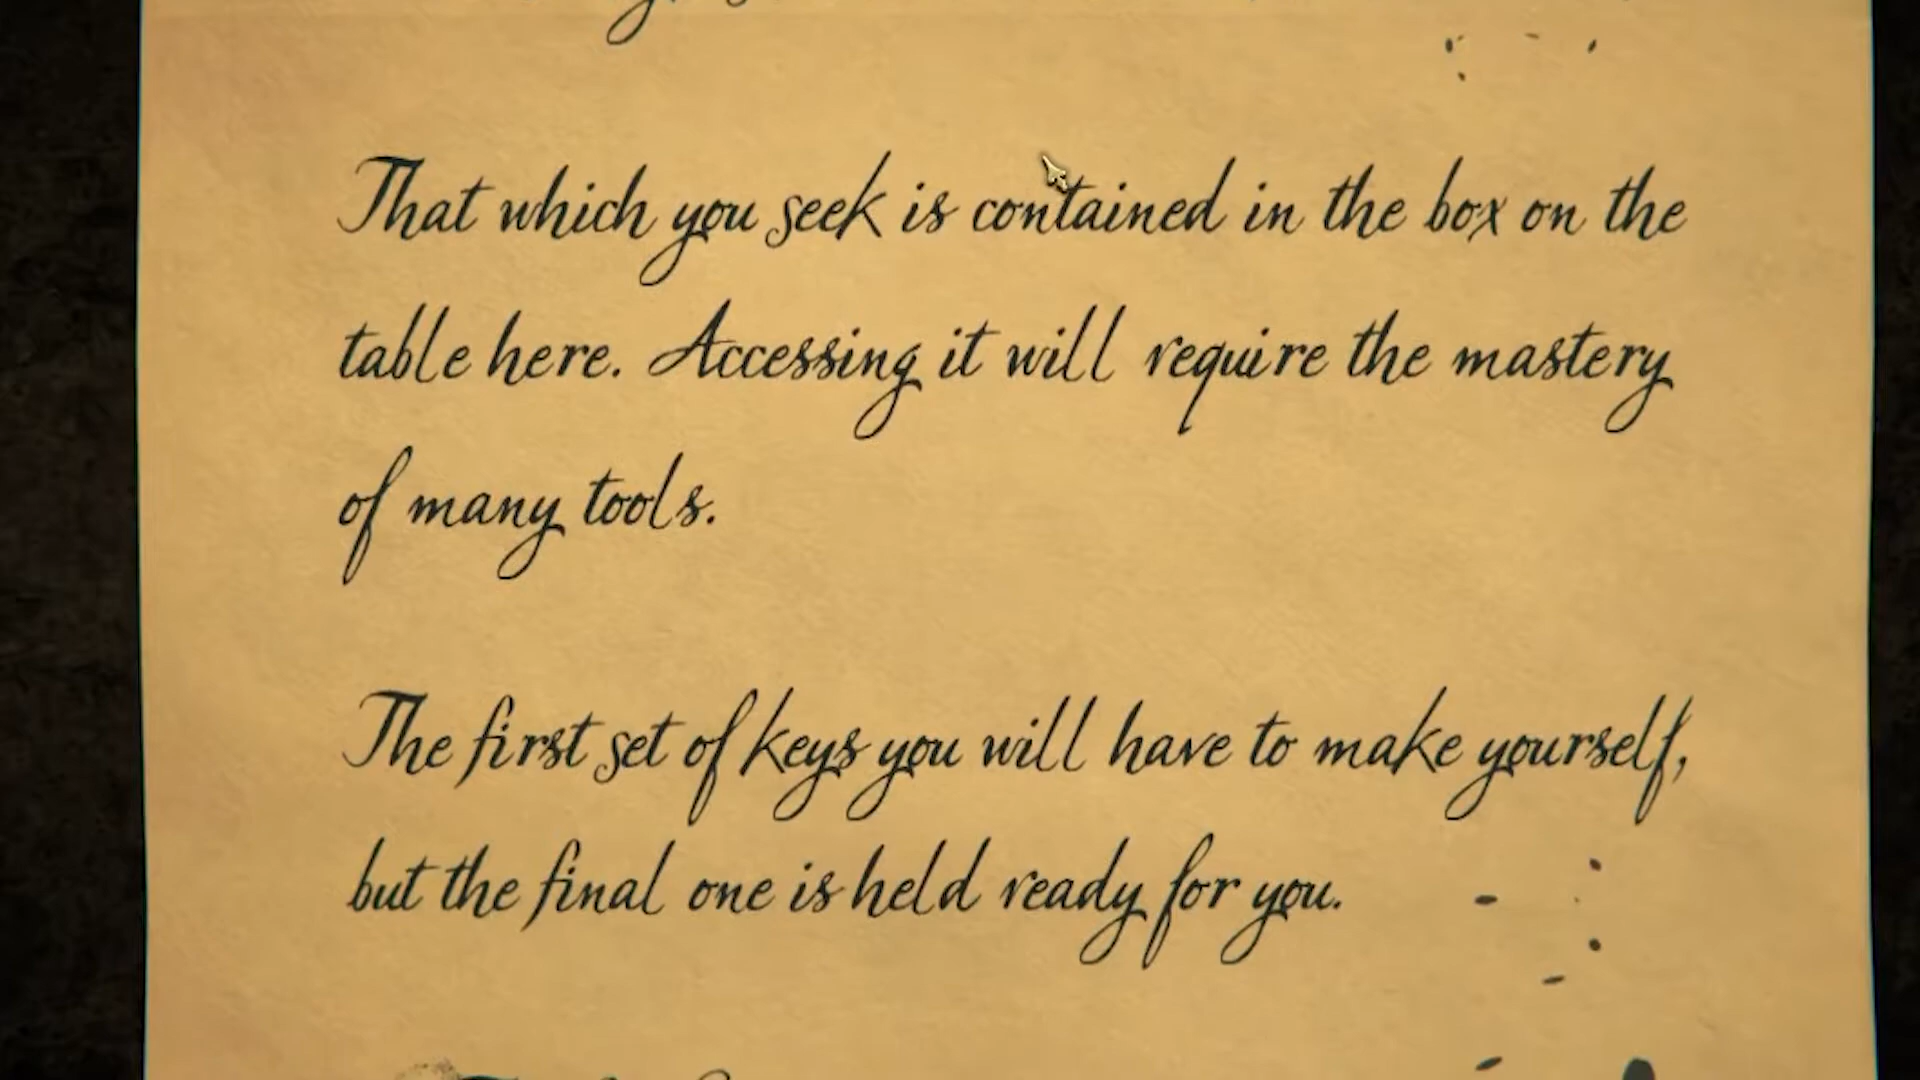 That which you seek is contained in the box on the
table here. Accessing it will require the mastery
of many tools.
The first set of keys you will have to make yourself,
but the final one is held ready for you.